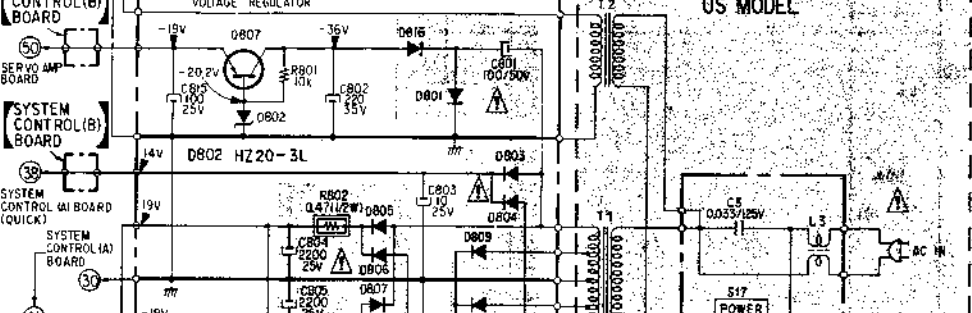 CONTROL(B)
BOARD
VOLTAGE REGULATOR
T2
US MODEL
50
SERVO AMP
BOARD
-19V
D807
-36V
D816
-20.2V
R801
10k
C801
100/50V
C815
100
25V
C802
220
35V
D801
D802
SYSTEM
CONTROL(B)
BOARD
D802 HZ20-3L
38
14V
D803
SYSTEM
CONTROL (A) BOARD
(QUICK)
19V
R802
0.47(1/2W)
D805
C803
10
25V
D804
T1
C5
0.033/125V
L3
AC IN
SYSTEM
CONTROL(A)
BOARD
C804
2200
25V
D806
D809
30
C805
2200
D807
S17
POWER
-19V